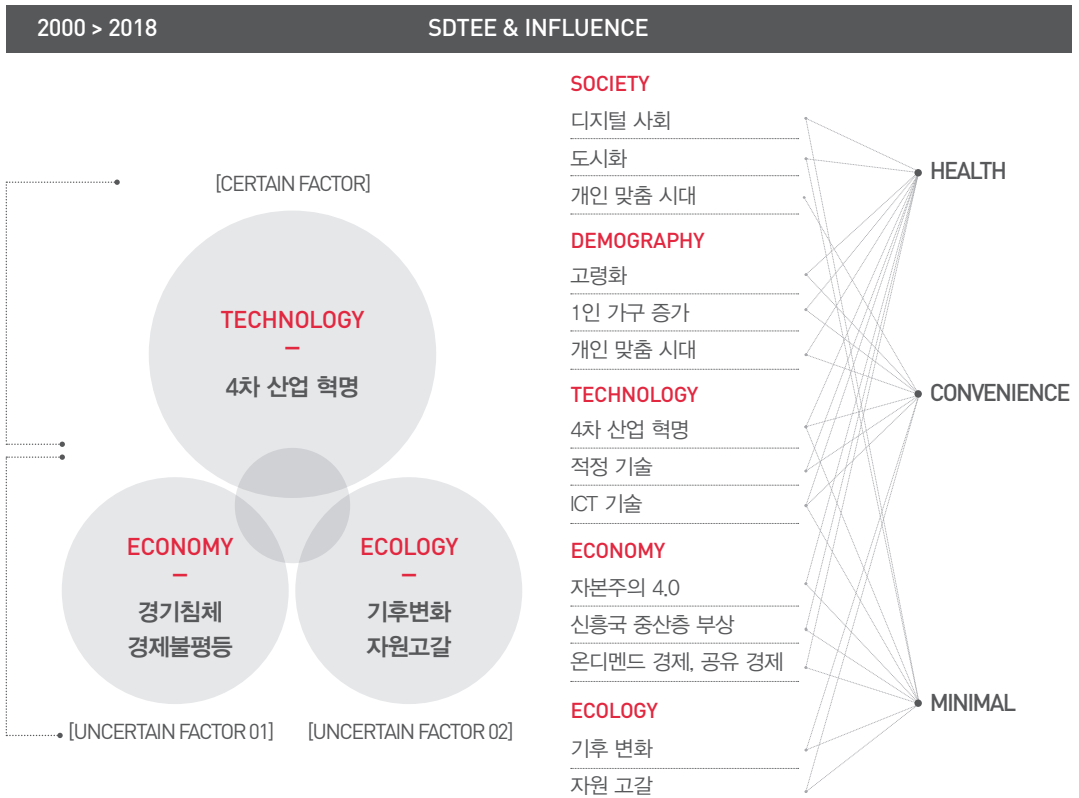 2000 > 2018
SDTEE & INFLUENCE
[CERTAIN FACTOR]
TECHNOLOGY
–
4차 산업 혁명
ECONOMY
–
경기침체
경제불평등
ECOLOGY
–
기후변화
자원고갈
[UNCERTAIN FACTOR 01]
[UNCERTAIN FACTOR 02]
SOCIETY
디지털 사회
도시화
개인 맞춤 시대
DEMOGRAPHY
고령화
1인 가구 증가
개인 맞춤 시대
TECHNOLOGY
4차 산업 혁명
적정 기술
ICT 기술
ECONOMY
자본주의 4.0
신흥국 중산층 부상
온디멘드 경제, 공유 경제
ECOLOGY
기후 변화
자원 고갈
HEALTH
CONVENIENCE
MINIMAL